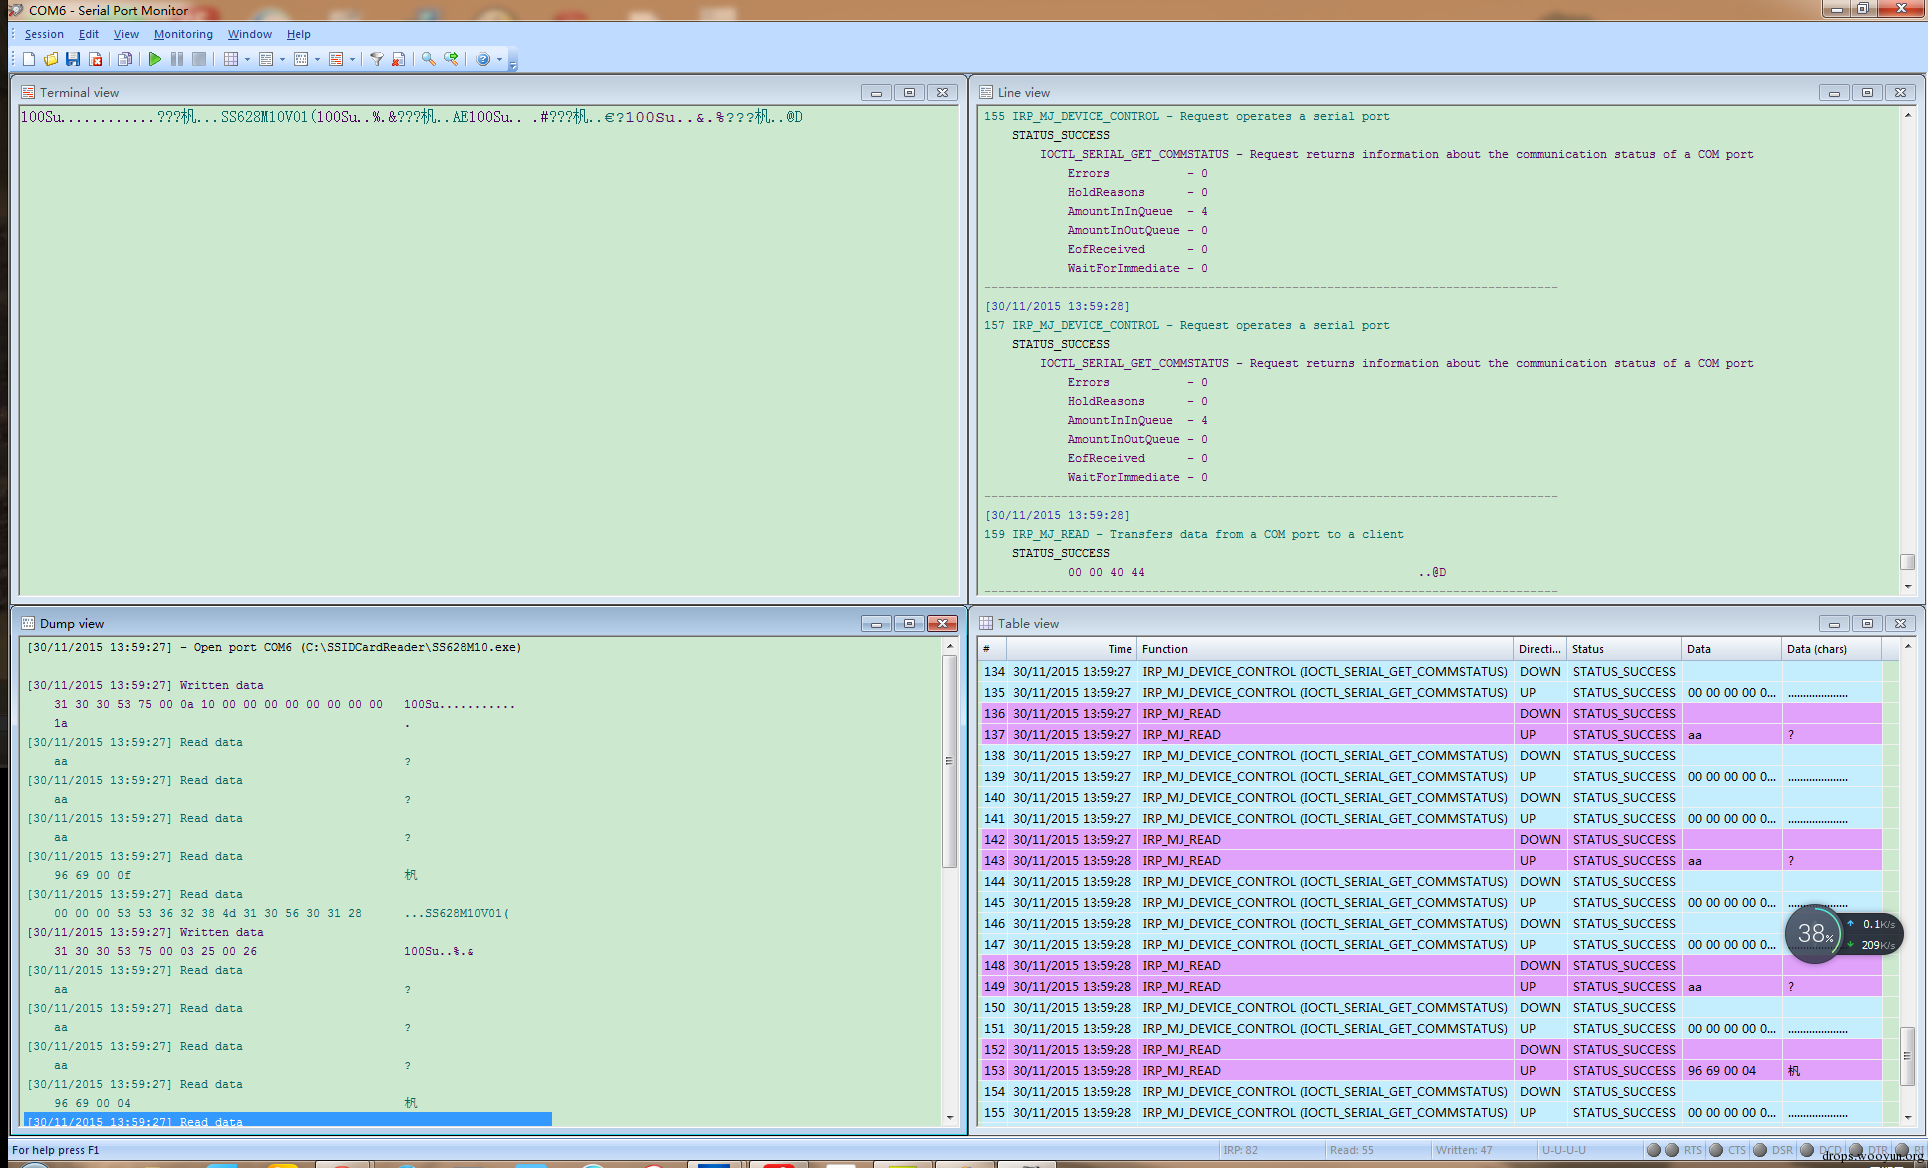 COM6 - Serial Port Monitor
Session Edit View Monitoring Window Help
Terminal view
100Su............???机...SS628M10V01(100Su..%.&???机..AE100Su.. .#???机..€?100Su..&.%???机..@D
Line view
155 IRP_MJ_DEVICE_CONTROL - Request operates a serial port
STATUS_SUCCESS
IOCTL_SERIAL_GET_COMMSTATUS - Request returns information about the communication status of a COM port
Errors - 0
HoldReasons - 0
AmountInInQueue - 4
AmountInOutQueue - 0
EofReceived - 0
WaitForImmediate - 0
[30/11/2015 13:59:28]
157 IRP_MJ_DEVICE_CONTROL - Request operates a serial port
STATUS_SUCCESS
IOCTL_SERIAL_GET_COMMSTATUS - Request returns information about the communication status of a COM port
Errors - 0
HoldReasons - 0
AmountInInQueue - 4
AmountInOutQueue - 0
EofReceived - 0
WaitForImmediate - 0
[30/11/2015 13:59:28]
159 IRP_MJ_READ - Transfers data from a COM port to a client
STATUS_SUCCESS
00 00 40 44 ..@D
Dump view
[30/11/2015 13:59:27] - Open port COM6 (C:\SSIDCardReader\SS628M10.exe)
[30/11/2015 13:59:27] Written data
31 30 30 53 75 00 0a 10 00 00 00 00 00 00 00 00 100Su...........
1a .
[30/11/2015 13:59:27] Read data
aa ?
[30/11/2015 13:59:27] Read data
aa ?
[30/11/2015 13:59:27] Read data
aa ?
[30/11/2015 13:59:27] Read data
96 69 00 0f 机
[30/11/2015 13:59:27] Read data
00 00 00 53 53 36 32 38 4d 31 30 56 30 31 28 ...SS628M10V01(
[30/11/2015 13:59:27] Written data
31 30 30 53 75 00 03 25 00 26 100Su..%.&
[30/11/2015 13:59:27] Read data
aa ?
[30/11/2015 13:59:27] Read data
aa ?
[30/11/2015 13:59:27] Read data
aa ?
[30/11/2015 13:59:27] Read data
96 69 00 04 机
[30/11/2015 13:59:27] Read data
Table view
# Time Function Directi... Status Data Data (chars)
134 30/11/2015 13:59:27 IRP_MJ_DEVICE_CONTROL (IOCTL_SERIAL_GET_COMMSTATUS) DOWN STATUS_SUCCESS
135 30/11/2015 13:59:27 IRP_MJ_DEVICE_CONTROL (IOCTL_SERIAL_GET_COMMSTATUS) UP STATUS_SUCCESS 00 00 00 00 0... ....................
136 30/11/2015 13:59:27 IRP_MJ_READ DOWN STATUS_SUCCESS
137 30/11/2015 13:59:27 IRP_MJ_READ UP STATUS_SUCCESS aa ?
138 30/11/2015 13:59:27 IRP_MJ_DEVICE_CONTROL (IOCTL_SERIAL_GET_COMMSTATUS) DOWN STATUS_SUCCESS
139 30/11/2015 13:59:27 IRP_MJ_DEVICE_CONTROL (IOCTL_SERIAL_GET_COMMSTATUS) UP STATUS_SUCCESS 00 00 00 00 0... ....................
140 30/11/2015 13:59:27 IRP_MJ_DEVICE_CONTROL (IOCTL_SERIAL_GET_COMMSTATUS) DOWN STATUS_SUCCESS
141 30/11/2015 13:59:27 IRP_MJ_DEVICE_CONTROL (IOCTL_SERIAL_GET_COMMSTATUS) UP STATUS_SUCCESS 00 00 00 00 0... ....................
142 30/11/2015 13:59:27 IRP_MJ_READ DOWN STATUS_SUCCESS
143 30/11/2015 13:59:28 IRP_MJ_READ UP STATUS_SUCCESS aa ?
144 30/11/2015 13:59:28 IRP_MJ_DEVICE_CONTROL (IOCTL_SERIAL_GET_COMMSTATUS) DOWN STATUS_SUCCESS
145 30/11/2015 13:59:28 IRP_MJ_DEVICE_CONTROL (IOCTL_SERIAL_GET_COMMSTATUS) UP STATUS_SUCCESS 00 00 00 00 0... ....................
146 30/11/2015 13:59:28 IRP_MJ_DEVICE_CONTROL (IOCTL_SERIAL_GET_COMMSTATUS) DOWN STATUS_SUCCESS
147 30/11/2015 13:59:28 IRP_MJ_DEVICE_CONTROL (IOCTL_SERIAL_GET_COMMSTATUS) UP STATUS_SUCCESS 00 00 00 00 0...
148 30/11/2015 13:59:28 IRP_MJ_READ DOWN STATUS_SUCCESS
149 30/11/2015 13:59:28 IRP_MJ_READ UP STATUS_SUCCESS aa ?
150 30/11/2015 13:59:28 IRP_MJ_DEVICE_CONTROL (IOCTL_SERIAL_GET_COMMSTATUS) DOWN STATUS_SUCCESS
151 30/11/2015 13:59:28 IRP_MJ_DEVICE_CONTROL (IOCTL_SERIAL_GET_COMMSTATUS) UP STATUS_SUCCESS 00 00 00 00 0... ....................
152 30/11/2015 13:59:28 IRP_MJ_READ DOWN STATUS_SUCCESS
153 30/11/2015 13:59:28 IRP_MJ_READ UP STATUS_SUCCESS 96 69 00 04 机
154 30/11/2015 13:59:28 IRP_MJ_DEVICE_CONTROL (IOCTL_SERIAL_GET_COMMSTATUS) DOWN STATUS_SUCCESS
155 30/11/2015 13:59:28 IRP_MJ_DEVICE_CONTROL (IOCTL_SERIAL_GET_COMMSTATUS) UP STATUS_SUCCESS 00 00 00 00 0... ....................
38%
0.1K/s
209K/s
For help press F1
IRP: 82 Read: 55 Written: 47 U-U-U-U RTS CTS DSR DCD DTR RI
drops.wooyun.org